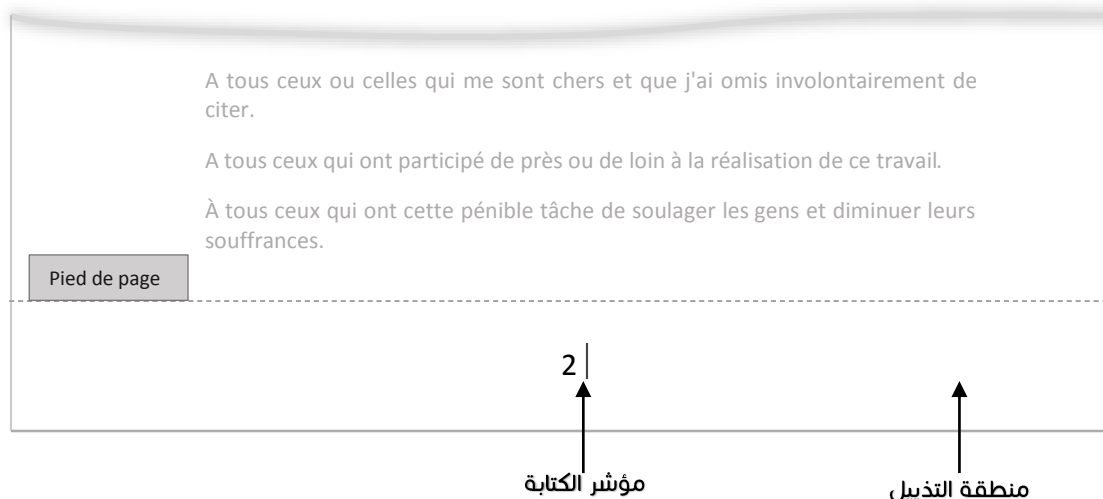 A tous ceux ou celles qui me sont chers et que j'ai omis involontairement de
citer.
A tous ceux qui ont participé de près ou de loin à la réalisation de ce travail.
À tous ceux qui ont cette pénible tâche de soulager les gens et diminuer leurs
souffrances.
Pied de page
2
مؤشر الكتابة
منطقة التذييل